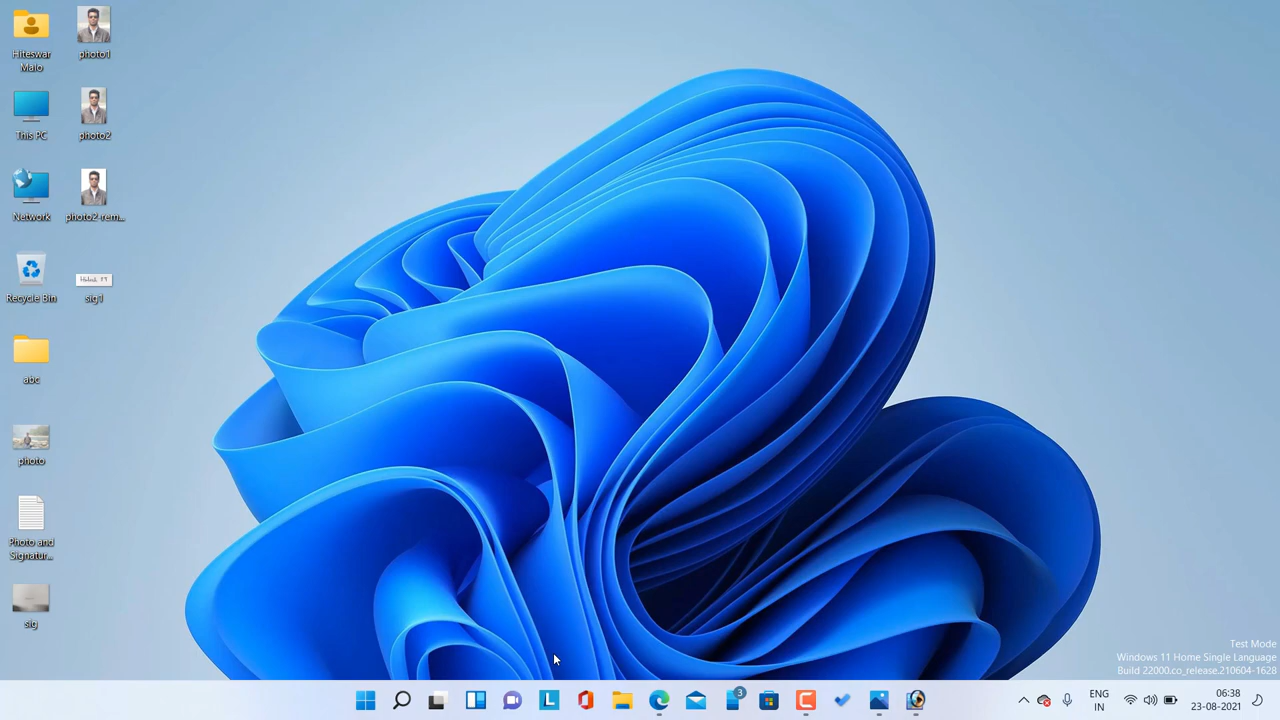 Hiteswar
Malo
photo1
This PC
photo2
Network
photo2-rem...
Recycle Bin
sig1
abc
photo
Photo and
Signatur...
sig
Test Mode
Windows 11 Home Single Language
Build 22000.co_release.210604-1628
3
ENG
IN
06:38
23-08-2021